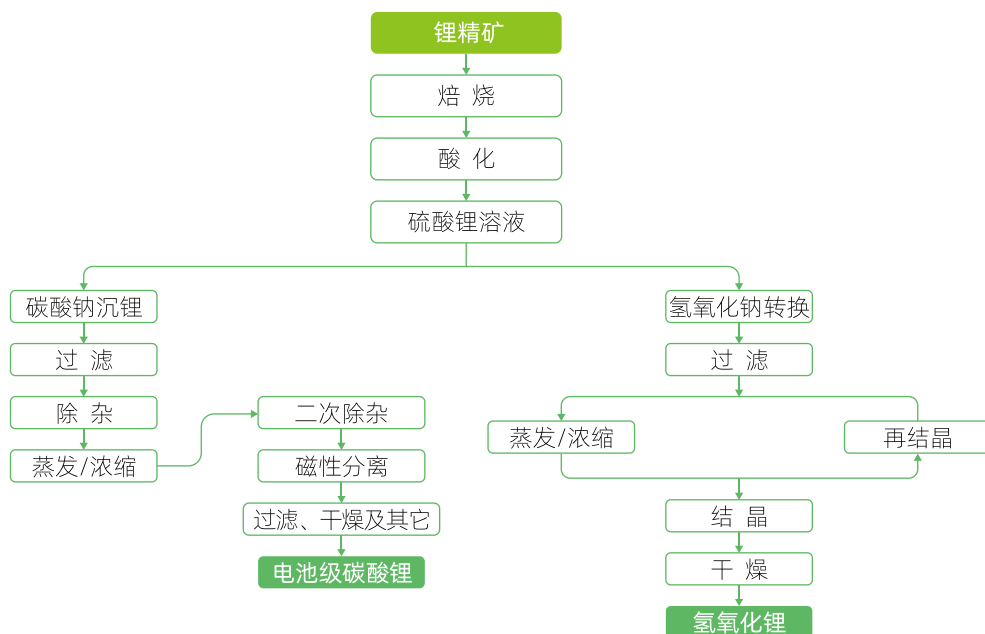 锂精矿
焙 烧
酸 化
硫酸锂溶液
碳酸钠沉锂
过 滤
除 杂
蒸发/浓缩
二次除杂
磁性分离
过滤、干燥及其它
电池级碳酸锂
氢氧化钠转换
过 滤
蒸发/浓缩
再结晶
结 晶
干 燥
氢氧化锂